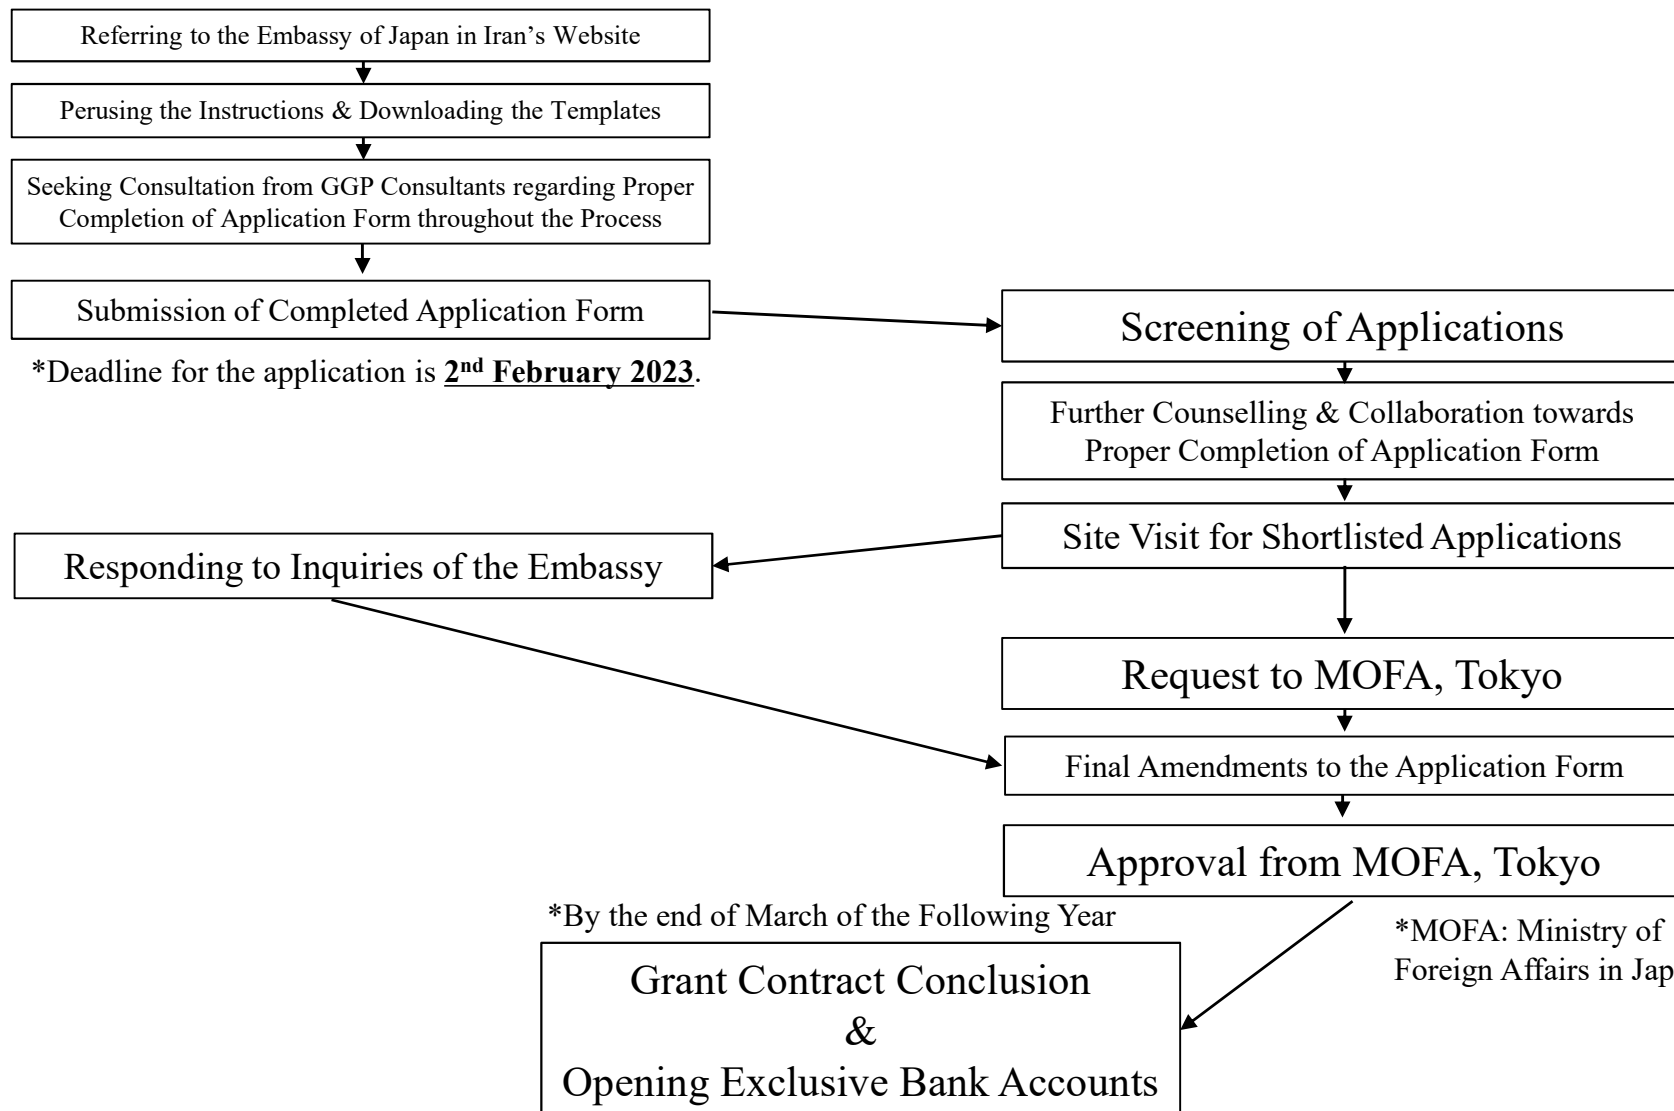 Referring to the Embassy of Japan in Iran’s Website
Perusing the Instructions & Downloading the Templates
Seeking Consultation from GGP Consultants regarding Proper
Completion of Application Form throughout the Process
Submission of Completed Application Form
*Deadline for the application is 2nd February 2023.
Screening of Applications
Further Counselling & Collaboration towards
Proper Completion of Application Form
Site Visit for Shortlisted Applications
Responding to Inquiries of the Embassy
Request to MOFA, Tokyo
Final Amendments to the Application Form
Approval from MOFA, Tokyo
*By the end of March of the Following Year
*MOFA: Ministry of
Foreign Affairs in Jap
Grant Contract Conclusion
&
Opening Exclusive Bank Accounts